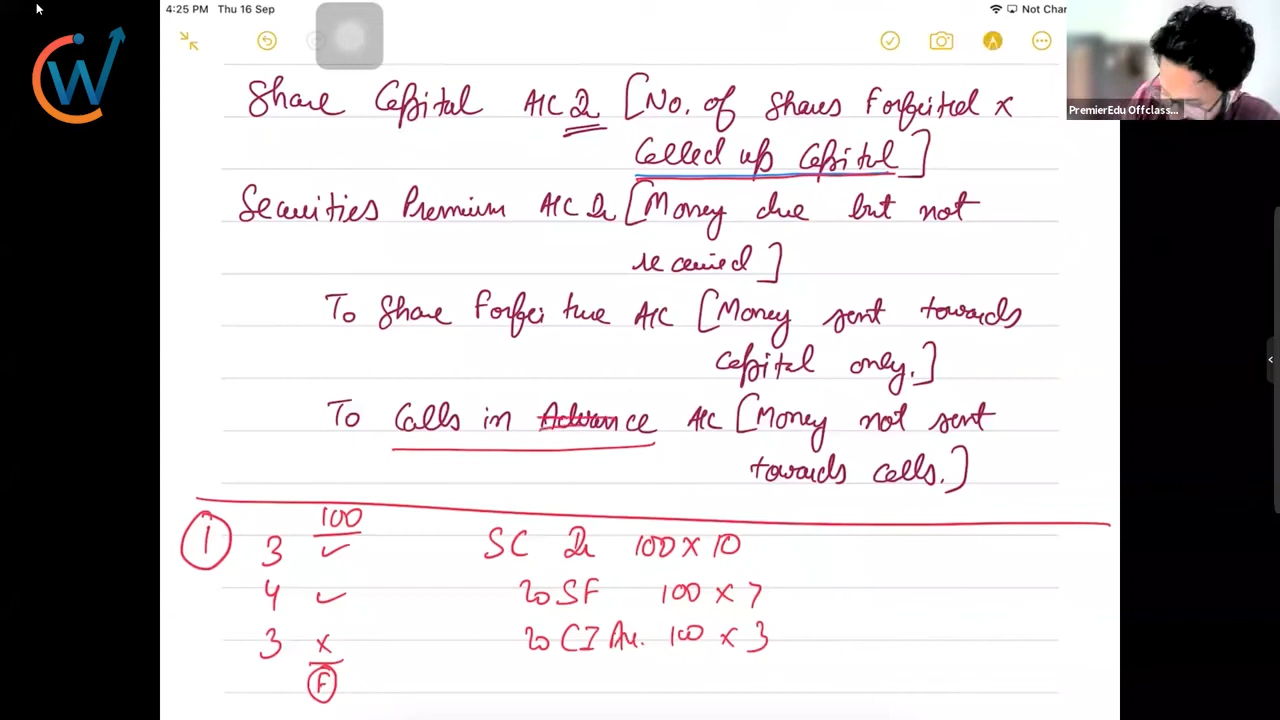 4:25 PM Thu 16 Sep
Not Char
PremierEdu Offclass...
CW
Share Capital A/C Dr [No. of Shares Forfeited x
Called up Capital]
Securities Premium A/C Dr [Money due but not
received]
To Share Forfeiture A/C [Money sent towards
capital only.]
To Calls in Advance A/C [Money not sent
towards calls.]
① 100
3 ✓ SC Dr 100 x 10
4 ✓ To SF 100 x 7
3 x To CI Arr. 100 x 3
F